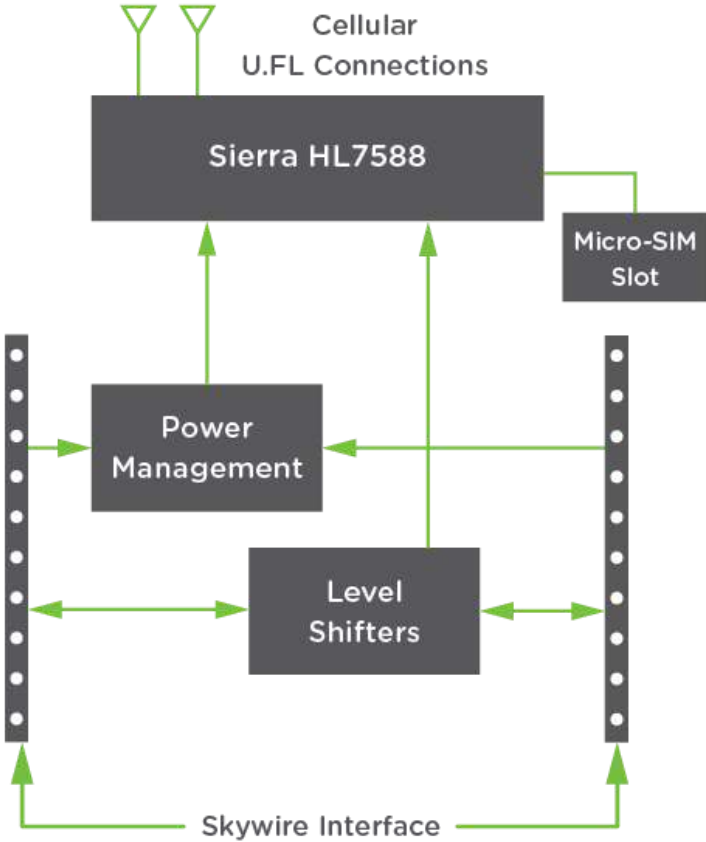 Cellular
U.FL Connections
Sierra HL7588
Micro-SIM
Slot
Power
Management
Level
Shifters
Skywire Interface